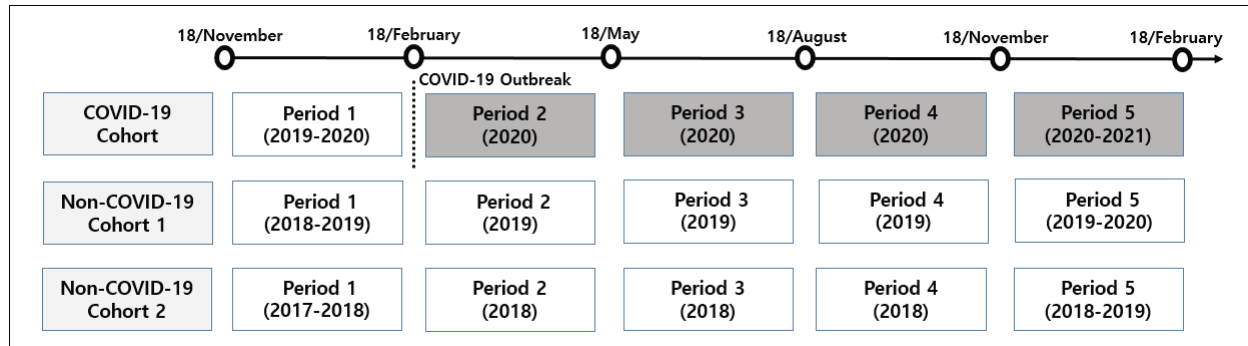 18/November 18/February 18/May 18/August 18/November 18/February
COVID-19 Outbreak
COVID-19
Cohort
Period 1
(2019-2020)
Period 2
(2020)
Period 3
(2020)
Period 4
(2020)
Period 5
(2020-2021)
Non-COVID-19
Cohort 1
Period 1
(2018-2019)
Period 2
(2019)
Period 3
(2019)
Period 4
(2019)
Period 5
(2019-2020)
Non-COVID-19
Cohort 2
Period 1
(2017-2018)
Period 2
(2018)
Period 3
(2018)
Period 4
(2018)
Period 5
(2018-2019)